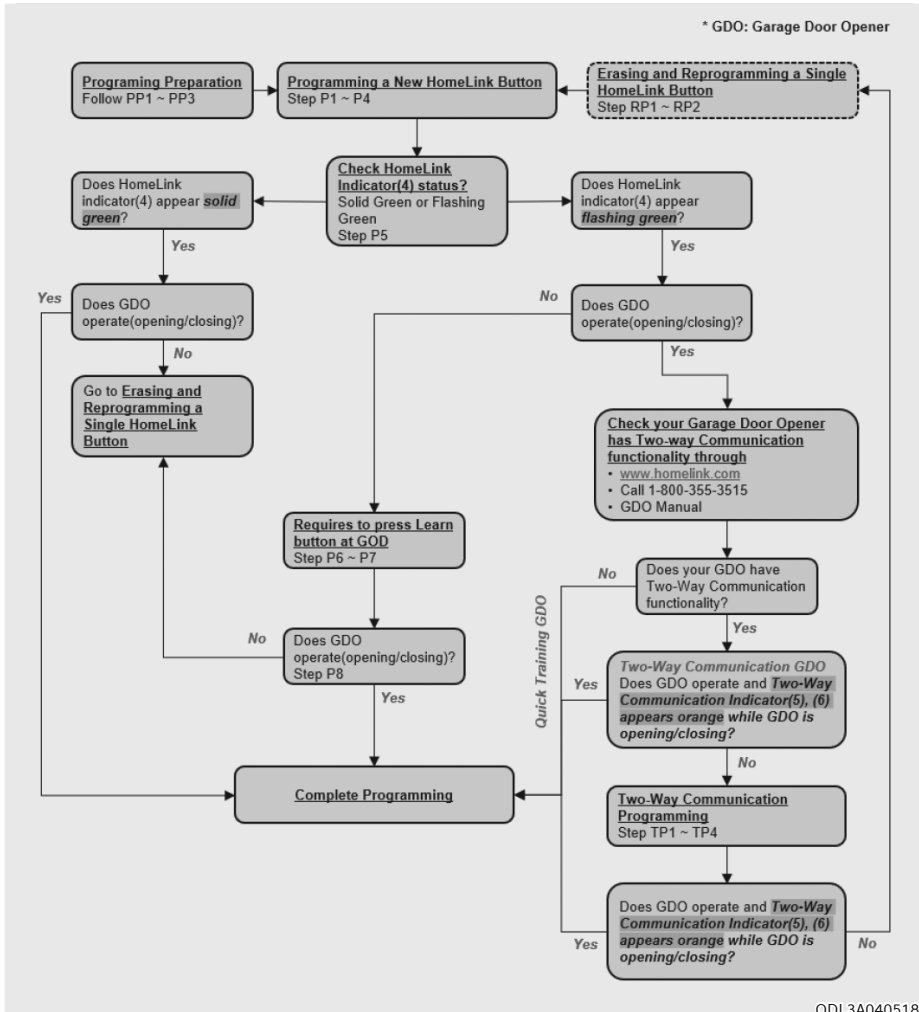 * GDO: Garage Door Opener
Programing Preparation
Follow PP1 ~ PP3
Programming a New HomeLink Button
Step P1 ~ P4
Erasing and Reprogramming a Single
HomeLink Button
Step RP1 ~ RP2
Check HomeLink
Indicator(4) status?
Solid Green or Flashing
Green
Step P5
Does HomeLink
indicator(4) appear solid
green?
Does HomeLink
indicator(4) appear
flashing green?
Yes
Yes
Yes
Does GDO
operate(opening/closing)?
No
Does GDO
operate(opening/closing)?
No
Yes
Go to Erasing and
Reprogramming a
Single HomeLink
Button
Check your Garage Door Opener
has Two-way Communication
functionality through
• www.homelink.com
• Call 1-800-355-3515
• GDO Manual
Requires to press Learn
button at GOD
Step P6 ~ P7
No
Does your GDO have
Two-Way Communication
functionality?
Quick Training GDO
Yes
No
Does GDO
operate(opening/closing)?
Step P8
Yes
Yes
Two-Way Communication GDO
Does GDO operate and Two-Way
Communication Indicator(5), (6)
appears orange while GDO is
opening/closing?
No
Complete Programming
Two-Way Communication
Programming
Step TP1 ~ TP4
Does GDO operate and Two-Way
Communication Indicator(5), (6)
appears orange while GDO is
opening/closing?
Yes
No
ODL3A040518